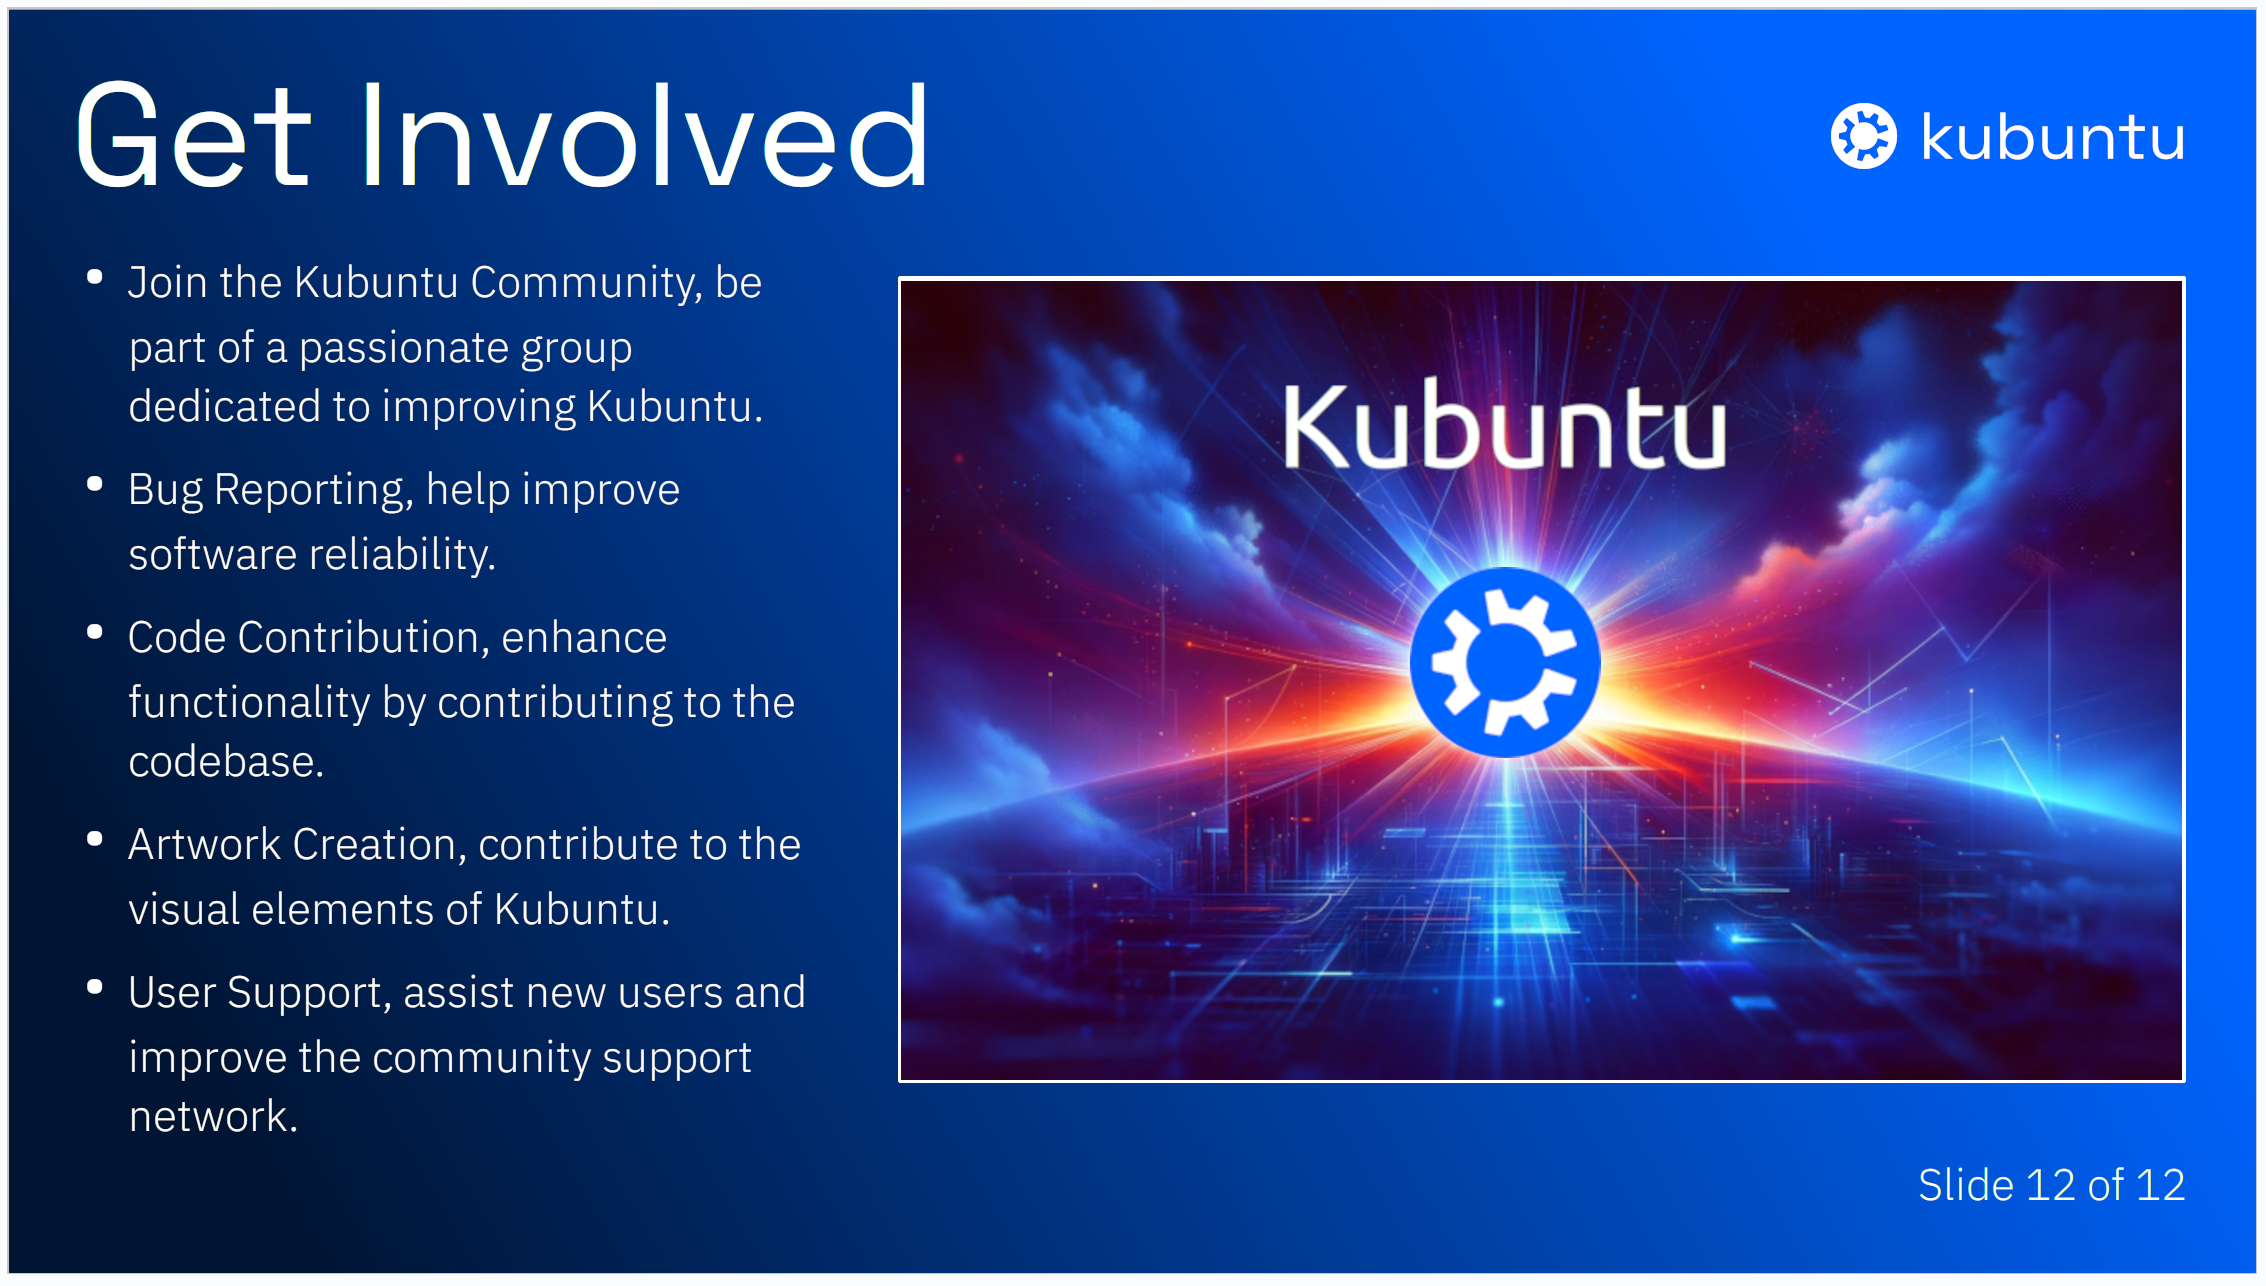 Get Involved
kubuntu
• Join the Kubuntu Community, be
part of a passionate group
dedicated to improving Kubuntu.
• Bug Reporting, help improve
software reliability.
• Code Contribution, enhance
functionality by contributing to the
codebase.
• Artwork Creation, contribute to the
visual elements of Kubuntu.
• User Support, assist new users and
improve the community support
network.
Kubuntu
Slide 12 of 12